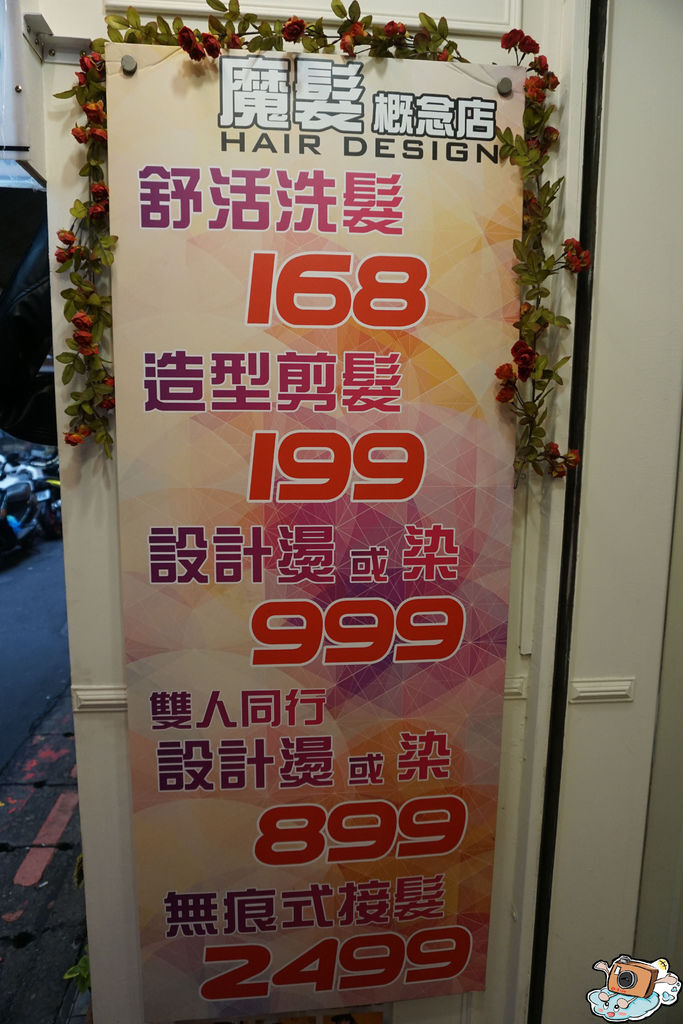 魔髮 概念店
HAIR DESIGN
舒活洗髮
168
造型剪髮
199
設計燙 或 染
999
雙人同行
設計燙 或 染
899
無痕式接髮
2499